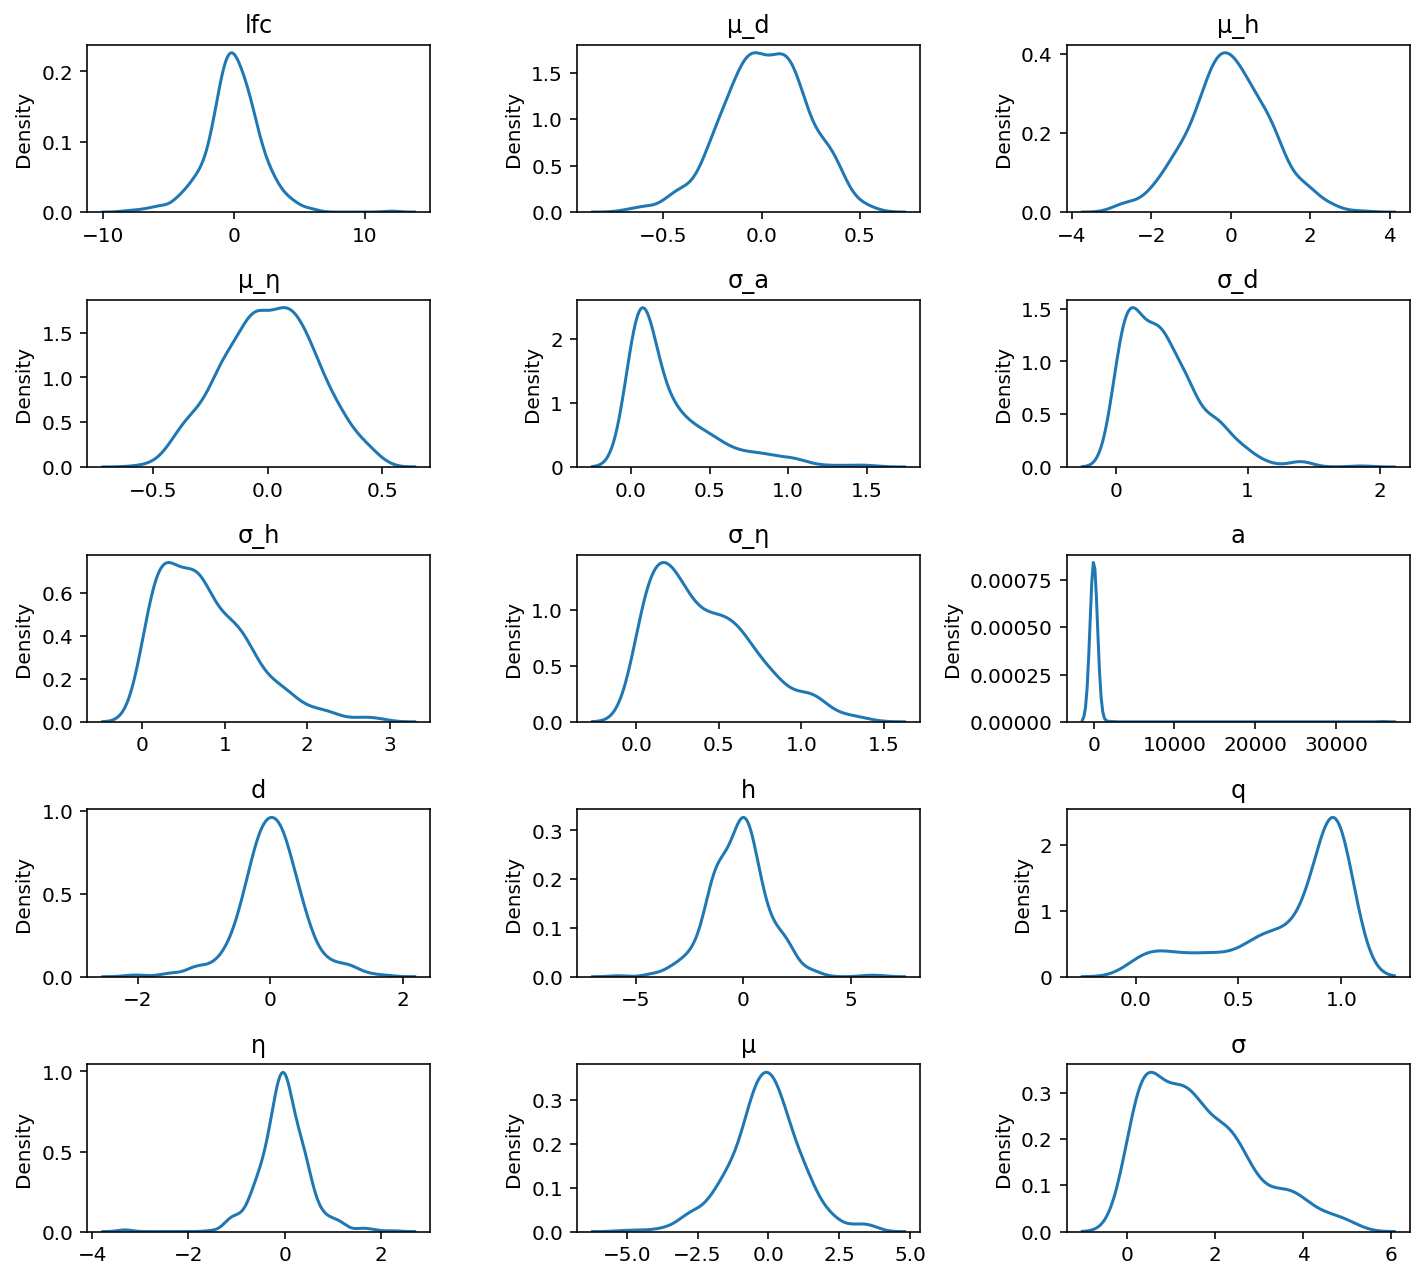 lfc
Density
0.2
0.1
0.0
−10 0 10
μ_d
Density
1.5
1.0
0.5
0.0
−0.5 0.0 0.5
μ_h
Density
0.4
0.2
0.0
−4 −2 0 2 4
μ_η
Density
1.5
1.0
0.5
0.0
−0.5 0.0 0.5
σ_a
Density
2
1
0
0.0 0.5 1.0 1.5
σ_d
Density
1.5
1.0
0.5
0.0
0 1 2
σ_h
Density
0.6
0.4
0.2
0.0
0 1 2 3
σ_η
Density
1.0
0.5
0.0
0.0 0.5 1.0 1.5
a
Density
0.00075
0.00050
0.00025
0.00000
0 10000 20000 30000
d
Density
1.0
0.5
0.0
−2 0 2
h
Density
0.3
0.2
0.1
0.0
−5 0 5
q
Density
2
1
0
0.0 0.5 1.0
η
Density
1.0
0.5
0.0
−4 −2 0 2
μ
Density
0.3
0.2
0.1
0.0
−5.0 −2.5 0.0 2.5 5.0
σ
Density
0.3
0.2
0.1
0.0
0 2 4 6